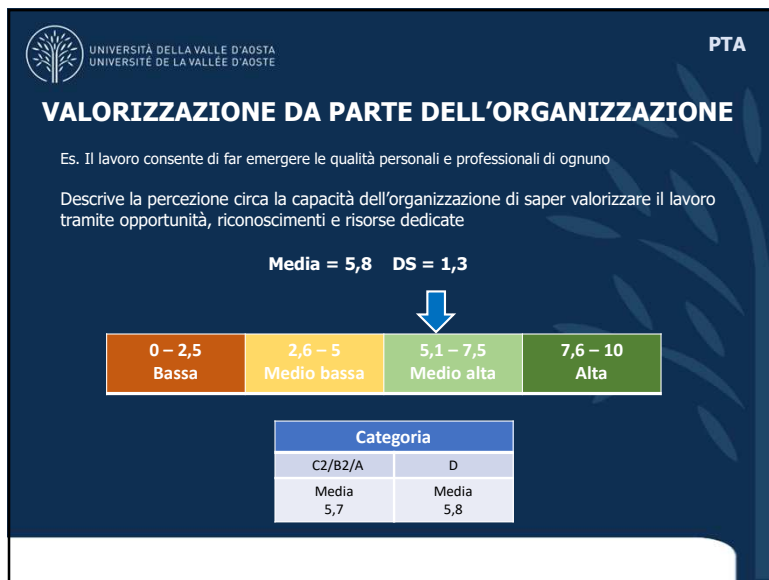 UNIVERSITÀ DELLA VALLE D'AOSTA
UNIVERSITÉ DE LA VALLÉE D'AOSTE
PTA
VALORIZZAZIONE DA PARTE DELL'ORGANIZZAZIONE
Es. Il lavoro consente di far emergere le qualità personali e professionali di ognuno
Descrive la percezione circa la capacità dell'organizzazione di saper valorizzare il lavoro
tramite opportunità, riconoscimenti e risorse dedicate
Media = 5,8 DS = 1,3
0 – 2,5 2,6 – 5 5,1 – 7,5 7,6 – 10
Bassa Medio bassa Medio alta Alta
Categoria
C2/B2/A D
Media Media
5,7 5,8